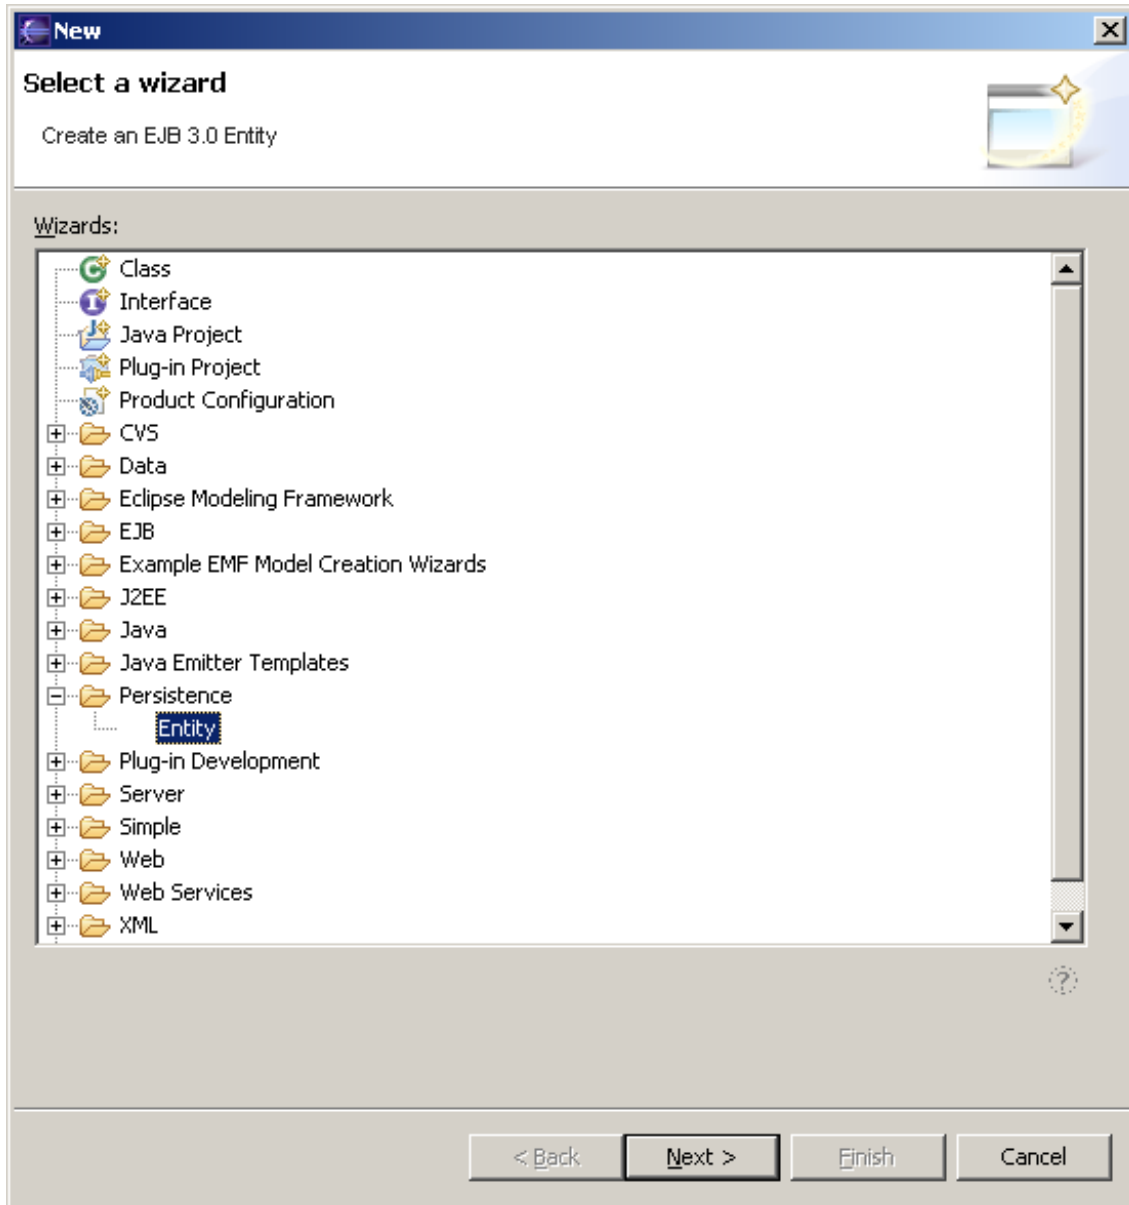 New
Select a wizard
Create an EJB 3.0 Entity
Wizards:
Class
Interface
Java Project
Plug-in Project
Product Configuration
CVS
Data
Eclipse Modeling Framework
EJB
Example EMF Model Creation Wizards
J2EE
Java
Java Emitter Templates
Persistence
Entity
Plug-in Development
Server
Simple
Web
Web Services
XML
< Back Next > Finish Cancel